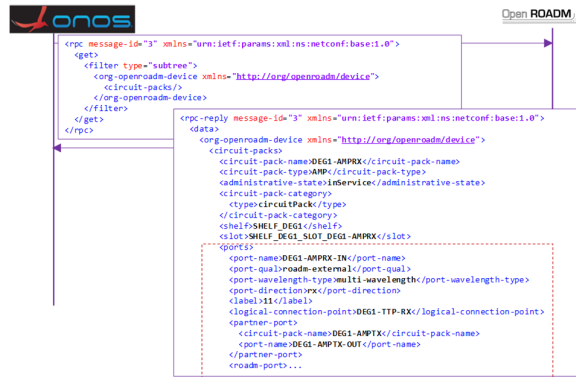 onos
Open ROADM
<rpc message-id="3" xmlns="urn:ietf:params:xml:ns:netconf:base:1.0">
<get>
<filter type="subtree">
<org-openroadm-device xmlns="http://org/openroadm/device">
<circuit-packs/>
</org-openroadm-device>
</filter>
</get>
</rpc>
<rpc-reply message-id="3" xmlns="urn:ietf:params:xml:ns:netconf:base:1.0">
<data>
<org-openroadm-device xmlns="http://org/openroadm/device">
<circuit-packs>
<circuit-pack-name>DEG1-AMPRX</circuit-pack-name>
<circuit-pack-type>AMP</circuit-pack-type>
<administrative-state>inService</administrative-state>
<circuit-pack-category>
<type>circuitPack</type>
</circuit-pack-category>
<shelf>SHELF_DEG1</shelf>
<slot>SHELF_DEG1_SLOT_DEG1-AMPRX</slot>
<ports>
<port-name>DEG1-AMPRX-IN</port-name>
<port-qual>roadm-external</port-qual>
<port-wavelength-type>multi-wavelength</port-wavelength-type>
<port-direction>rx</port-direction>
<label>11</label>
<logical-connection-point>DEG1-TTP-RX</logical-connection-point>
<partner-port>
<circuit-pack-name>DEG1-AMPTX</circuit-pack-name>
<port-name>DEG1-AMPTX-OUT</port-name>
</partner-port>
<roadm-port>...